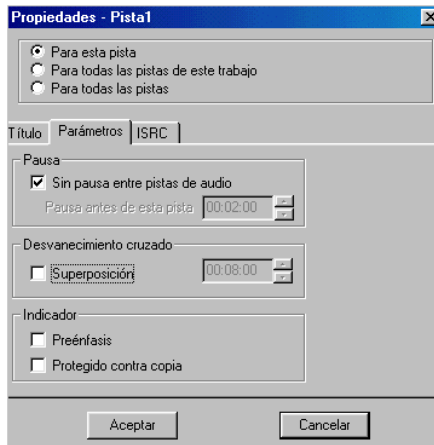 Propiedades - Pista1
Para esta pista
Para todas las pistas de este trabajo
Para todas las pistas
Título Parámetros ISRC
Pausa
Sin pausa entre pistas de audio
Pausa antes de esta pista 00:02:00
Desvanecimiento cruzado
Superposición 00:08:00
Indicador
Preénfasis
Protegido contra copia
Aceptar Cancelar